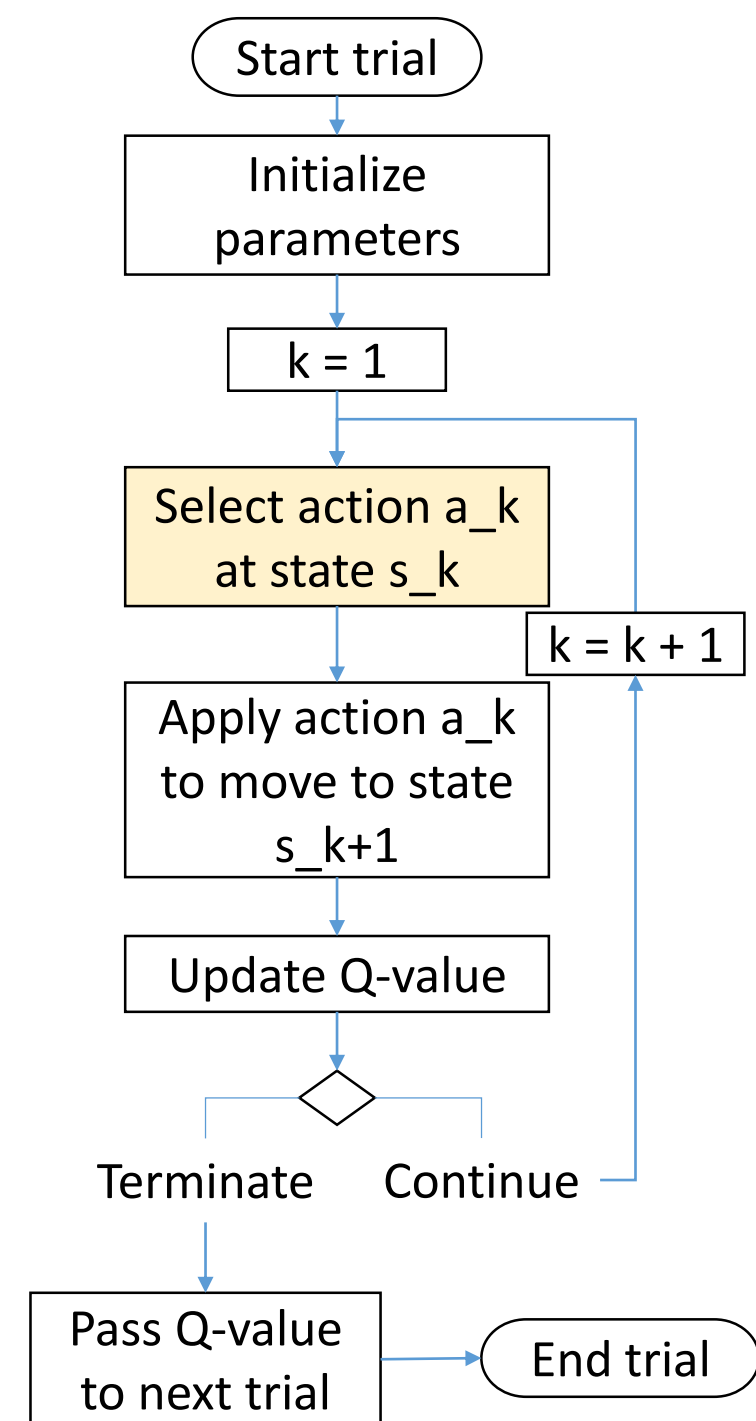 Start trial
Initialize
parameters
k = 1
Select action a_k
at state s_k
k = k + 1
Apply action a_k
to move to state
s_k+1
Update Q-value
Terminate
Continue
Pass Q-value
to next trial
End trial